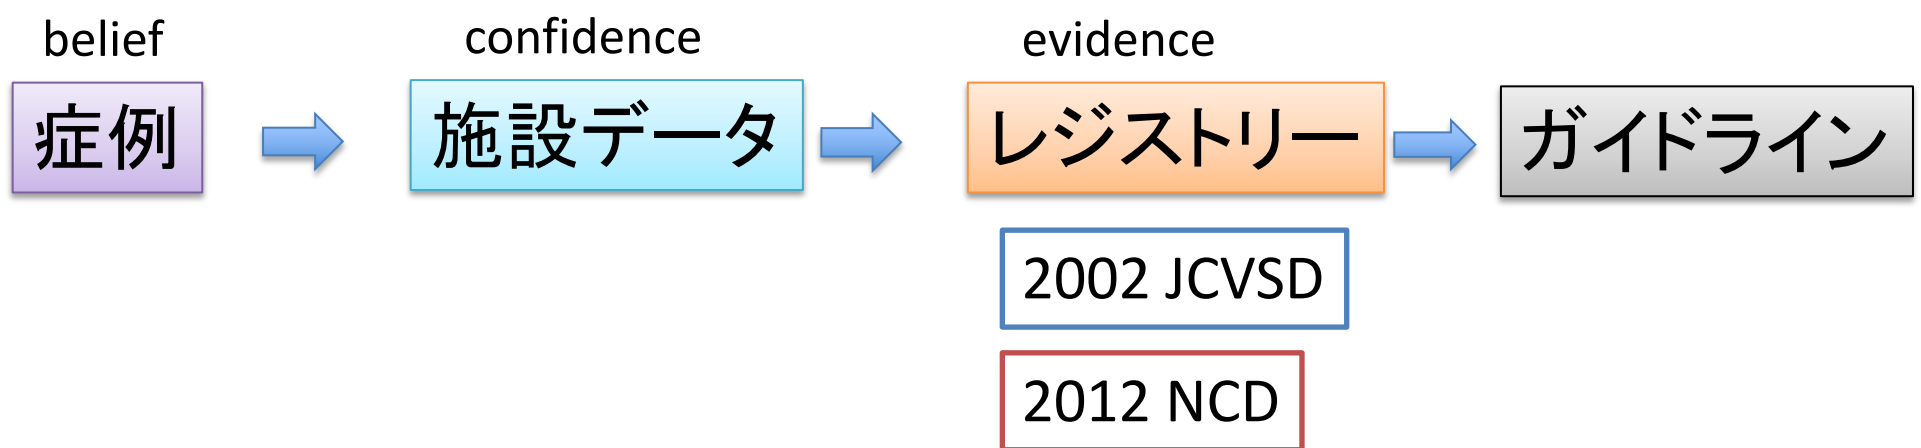 belief
confidence
evidence
症例
施設データ
レジストリー
ガイドライン
2002 JCVSD
2012 NCD